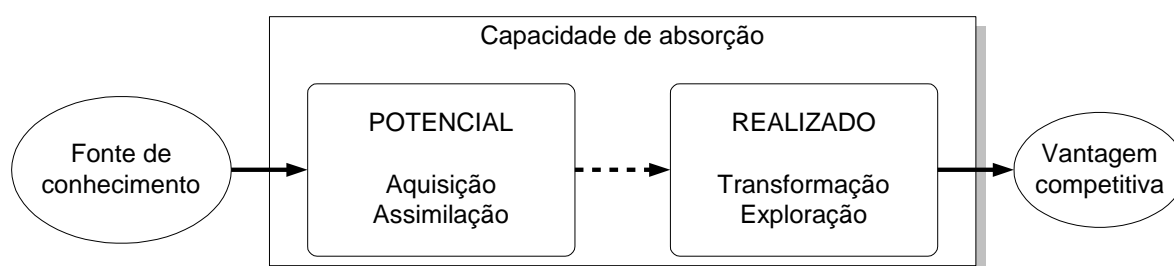 Capacidade de absorção
Fonte de
conhecimento
POTENCIAL
Aquisição
Assimilação
REALIZADO
Transformação
Exploração
Vantagem
competitiva